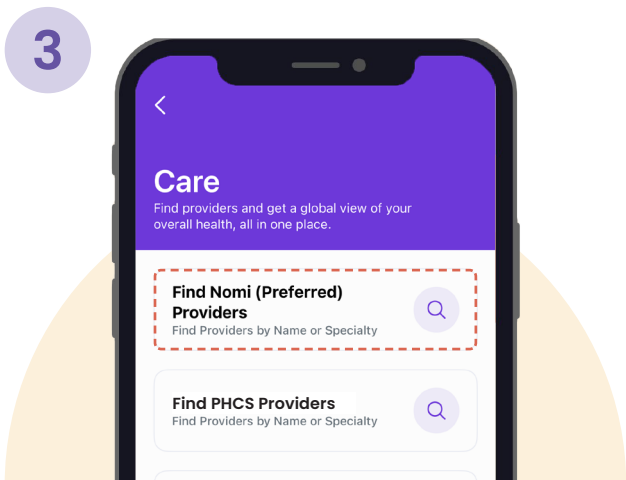 3
Care
Find providers and get a global view of your
overall health, all in one place.
Find Nomi (Preferred)
Providers
Find Providers by Name or Specialty
Find PHCS Providers
Find Providers by Name or Specialty